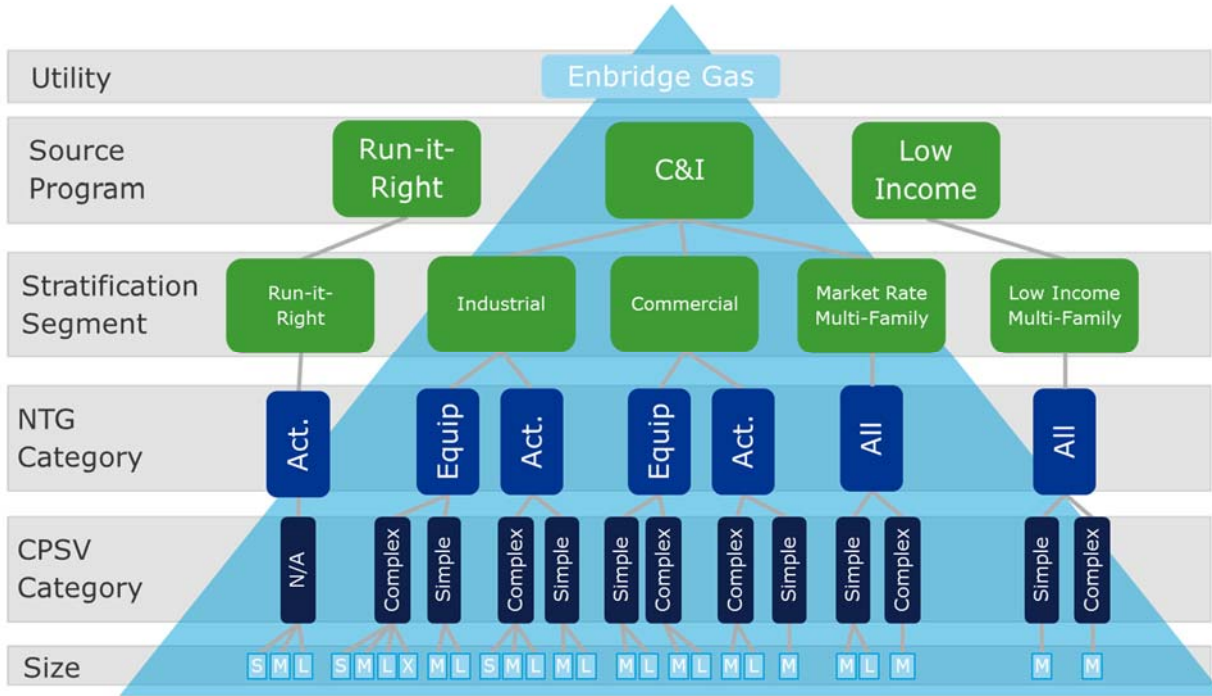 Utility
Enbridge Gas
Source
Program
Run-it-
Right
C&I
Low
Income
Stratification
Segment
Run-it-
Right
Industrial
Commercial
Market Rate
Multi-Family
Low Income
Multi-Family
NTG
Category
Act.
Equip
Act.
Equip
Act.
All
All
CPSV
Category
N/A
Complex
Simple
Complex
Simple
Simple
Complex
Complex
Simple
Simple
Complex
Simple
Complex
Size
S M L S M L X M L S M L M L M L M L M L M M L M M M